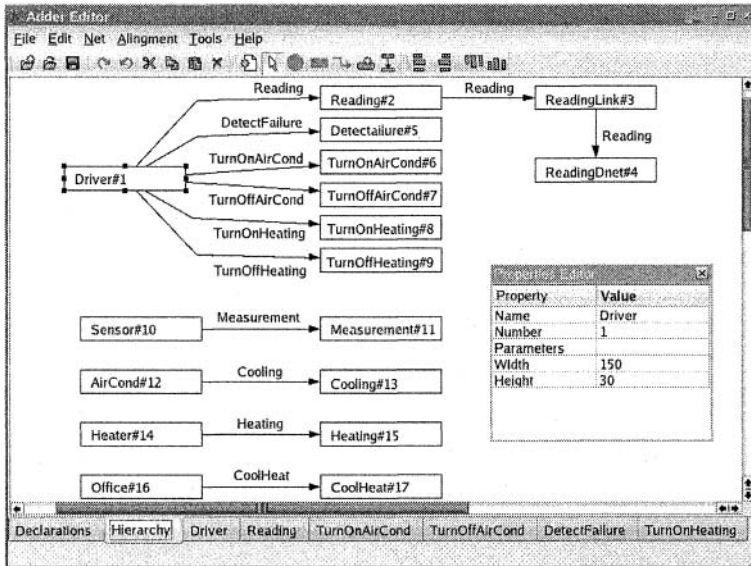 Adder Editor
File Edit Net Allingment Tools Help
Reading
Reading#2
Reading
ReadingLink#3
DetectFailure
Detectailure#5
Reading
TurnOnAirCond
TurnOnAirCond#6
ReadingDnet#4
Driver#1
TurnOffAirCond
TurnOffAirCond#7
TurnOnHeating
TurnOnHeating#8
TurnOffHeating
TurnOffHeating#9
Properties Editor
Property Value
Name Driver
Number 1
Parameters
Width 150
Height 30
Sensor#10
Measurement
Measurement#11
AirCond#12
Cooling
Cooling#13
Heater#14
Heating
Heating#15
Office#16
CoolHeat
CoolHeat#17
Declarations Hierarchy Driver Reading TurnOnAirCond TurnOffAirCond DetectFailure TurnOnHeating